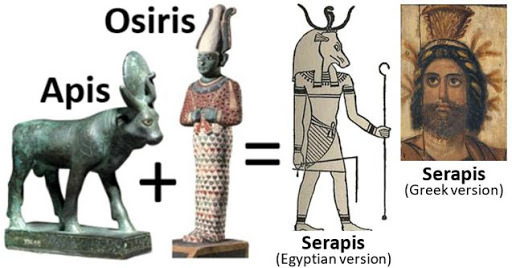 Osiris
Apis
+
=
Serapis
(Egyptian version)
Serapis
(Greek version)